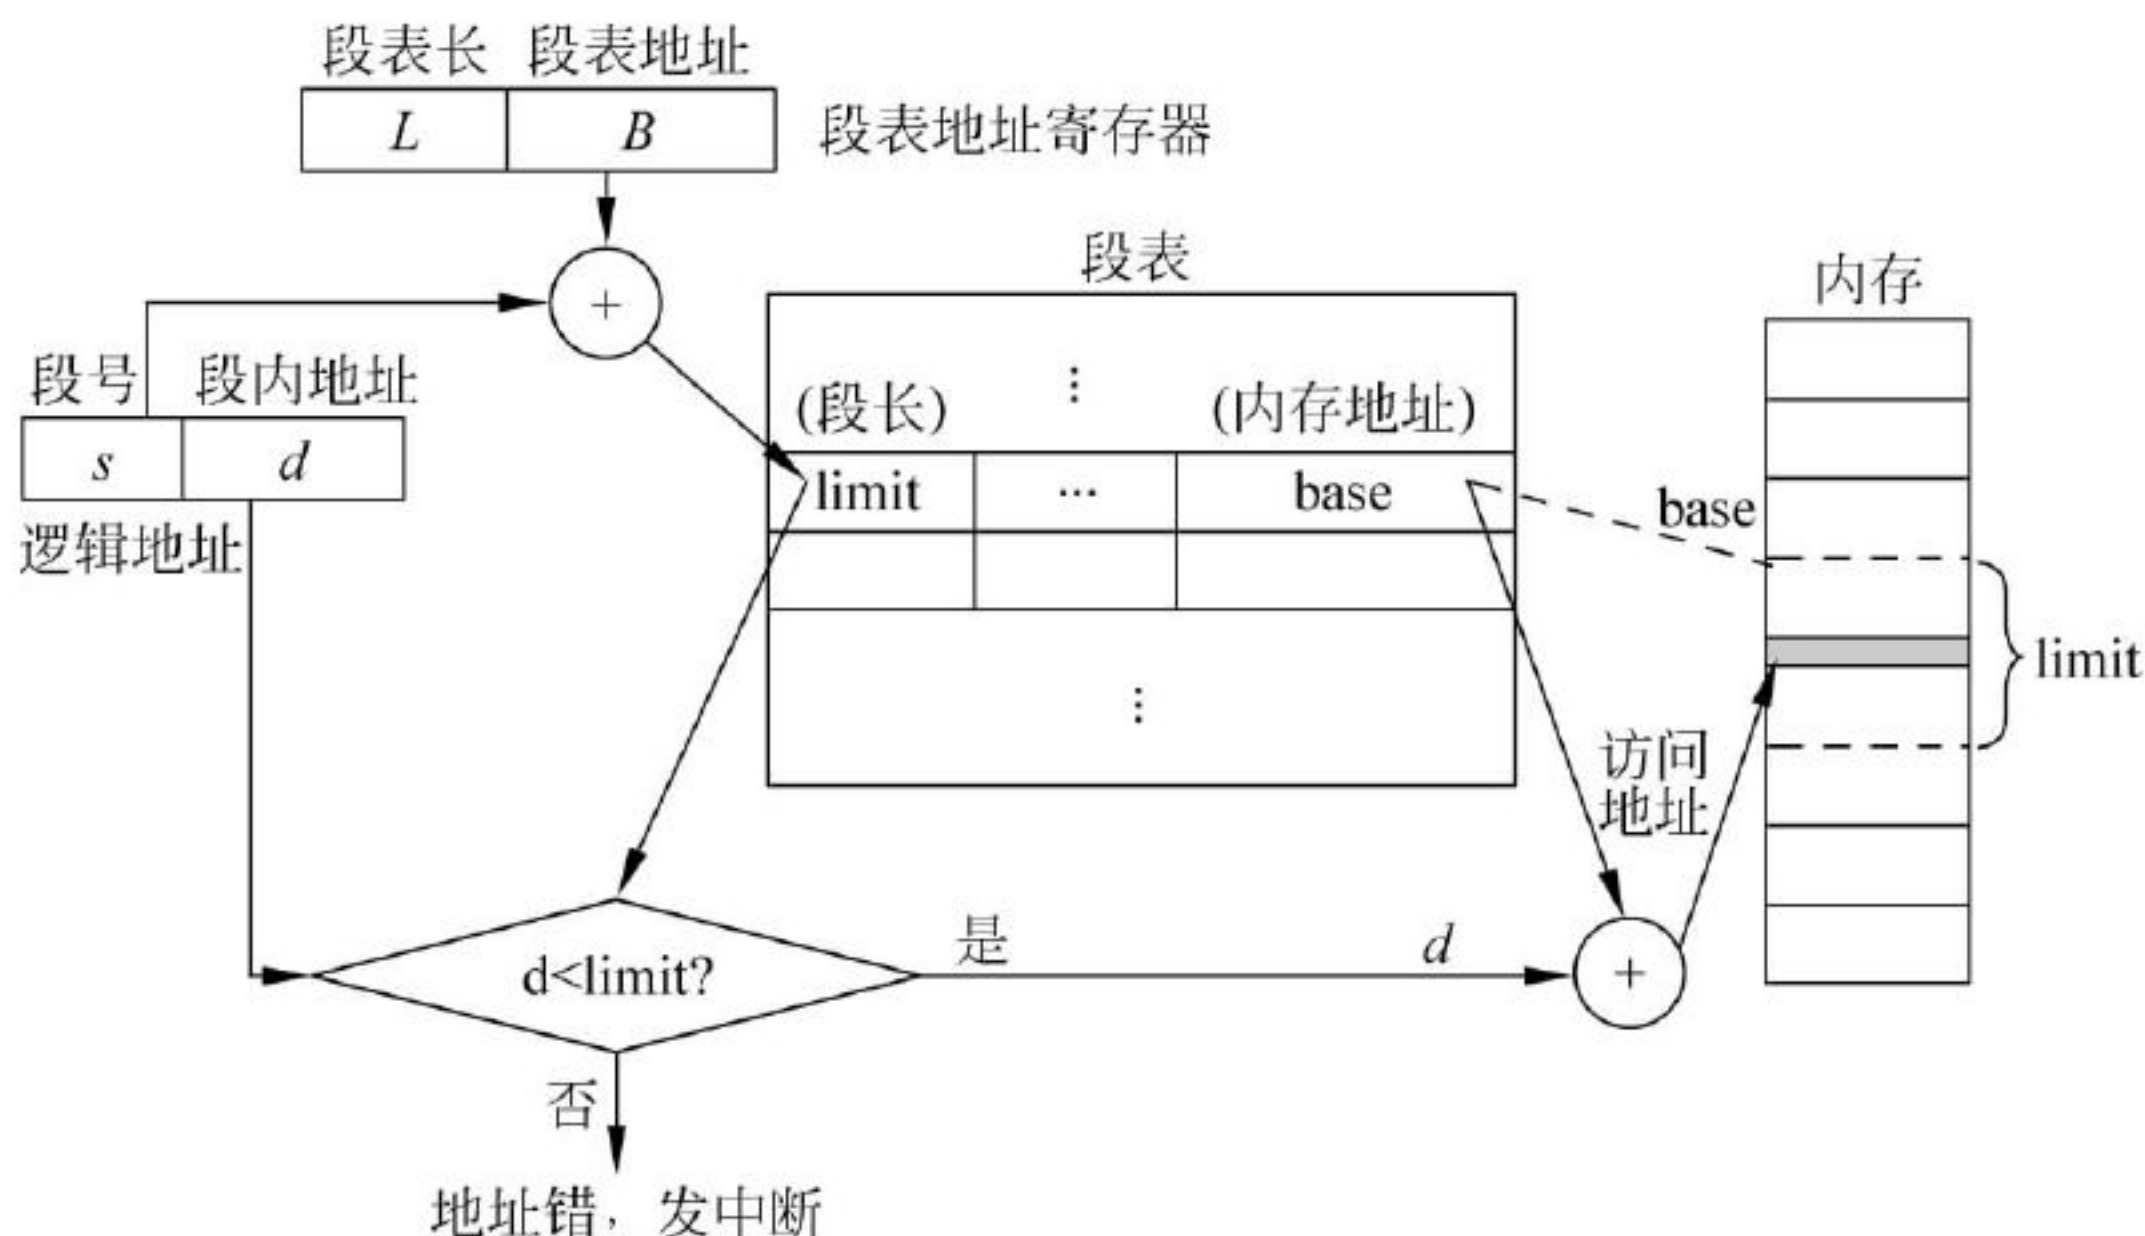 段表长 段表地址
L B 段表地址寄存器
+
段表
内存
段号 段内地址
(段长) ⋮ (内存地址)
s d
limit … base
base
逻辑地址
limit
⋮
访问
地址
d<limit?
是
d
+
否
地址错，发中断